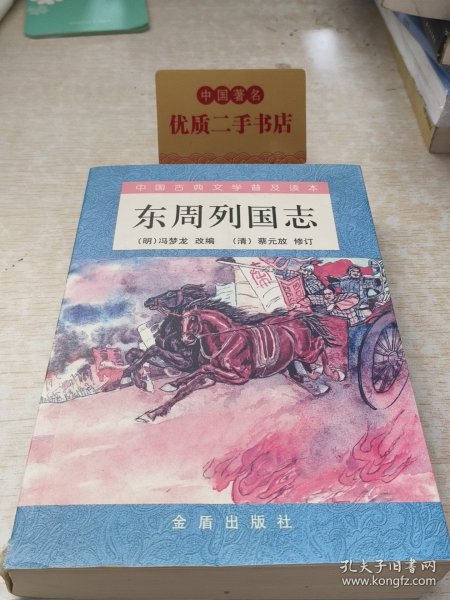 中国著名
优质二手书店
中国古典文学普及读本
东周列国志
(明)冯梦龙 改编 (清)蔡元放 修订
金盾出版社
孔夫子旧书网
www.kongfz.com